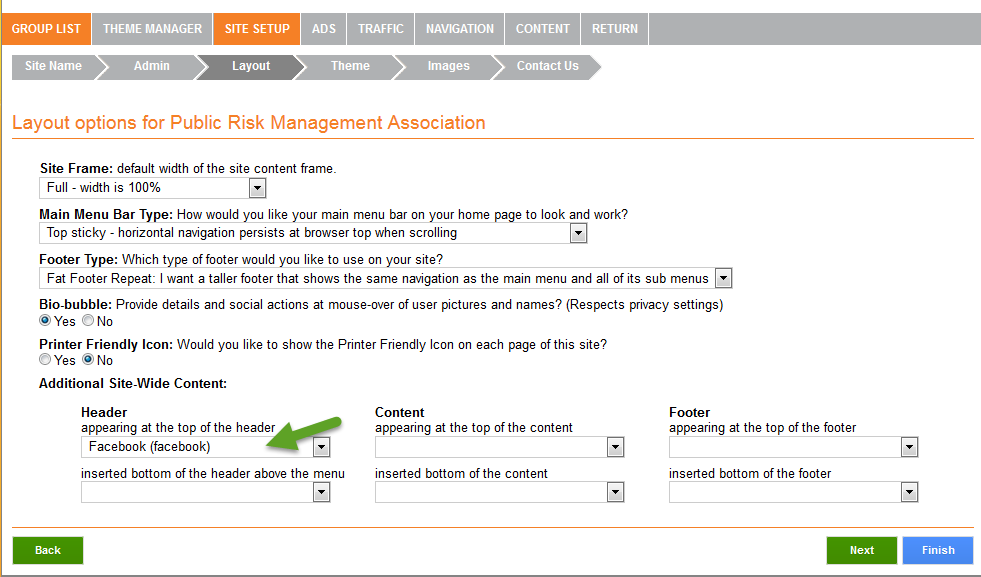 GROUP LIST THEME MANAGER SITE SETUP ADS TRAFFIC NAVIGATION CONTENT RETURN
Site Name Admin Layout Theme Images Contact Us
Layout options for Public Risk Management Association
Site Frame: default width of the site content frame.
Full - width is 100%
Main Menu Bar Type: How would you like your main menu bar on your home page to look and work?
Top sticky - horizontal navigation persists at browser top when scrolling
Footer Type: Which type of footer would you like to use on your site?
Fat Footer Repeat: I want a taller footer that shows the same navigation as the main menu and all of its sub menus
Bio-bubble: Provide details and social actions at mouse-over of user pictures and names? (Respects privacy settings)
Yes No
Printer Friendly Icon: Would you like to show the Printer Friendly Icon on each page of this site?
Yes No
Additional Site-Wide Content:
Header Content Footer
appearing at the top of the header appearing at the top of the content appearing at the top of the footer
Facebook (facebook)
inserted bottom of the header above the menu inserted bottom of the content inserted bottom of the footer
Back Next Finish